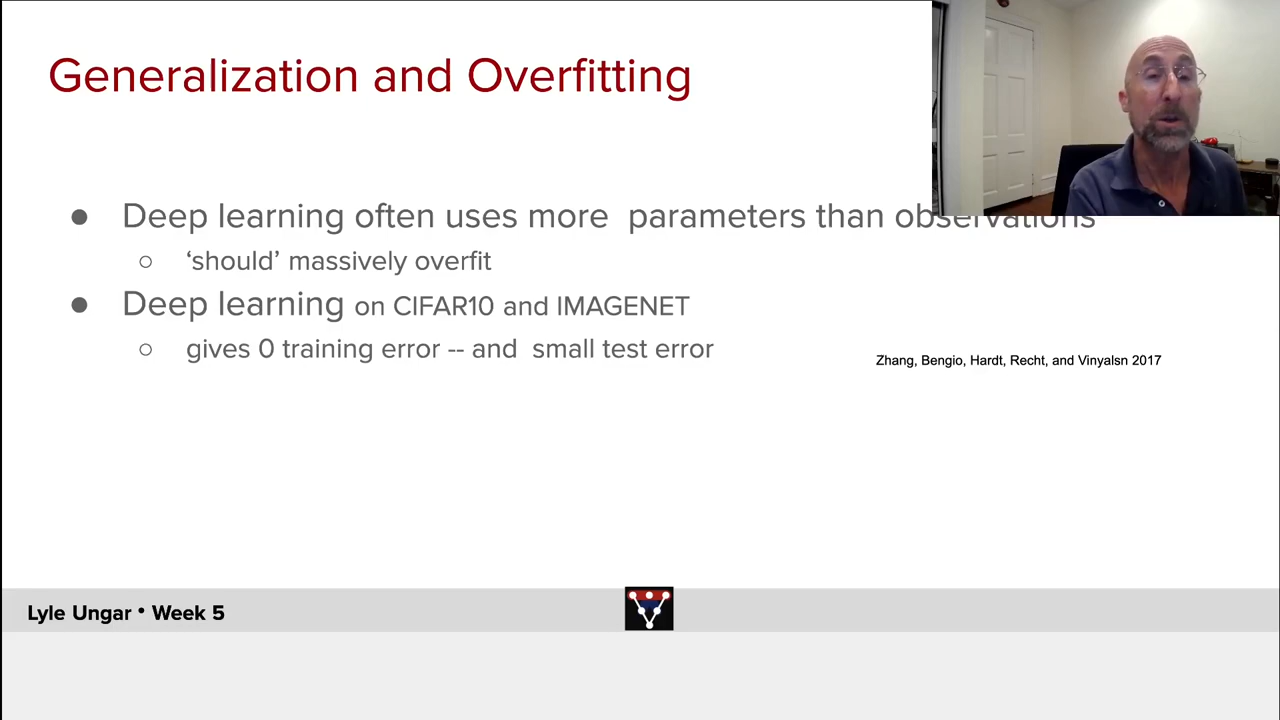 Generalization and Overfitting
● Deep learning often uses more parameters than observations
○ ‘should’ massively overfit
● Deep learning on CIFAR10 and IMAGENET
○ gives 0 training error -- and small test error
Zhang, Bengio, Hardt, Recht, and Vinyalsn 2017
Lyle Ungar • Week 5